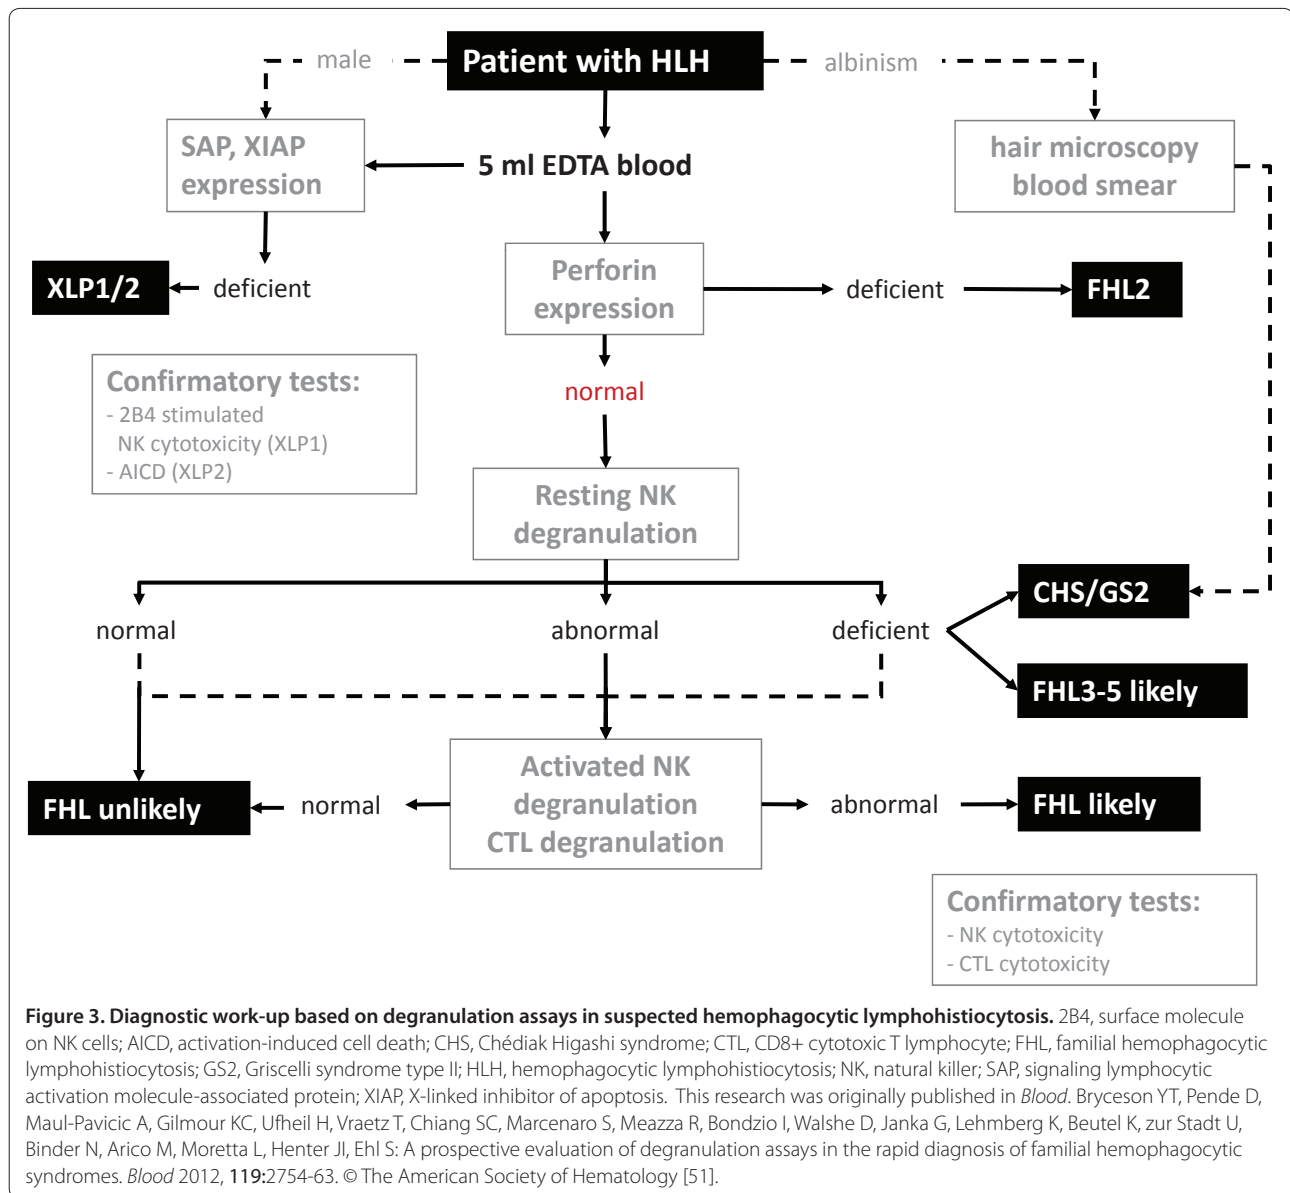 male
Patient with HLH
albinism
SAP, XIAP
expression
5 ml EDTA blood
hair microscopy
blood smear
XLP1/2
deficient
Perforin
expression
deficient
FHL2
Confirmatory tests:
- 2B4 stimulated
NK cytotoxicity (XLP1)
- AICD (XLP2)
normal
Resting NK
degranulation
normal
abnormal
deficient
CHS/GS2
FHL3-5 likely
FHL unlikely
normal
Activated NK
degranulation
CTL degranulation
abnormal
FHL likely
Confirmatory tests:
- NK cytotoxicity
- CTL cytotoxicity
Figure 3. Diagnostic work-up based on degranulation assays in suspected hemophagocytic lymphohistiocytosis. 2B4, surface molecule
on NK cells; AICD, activation-induced cell death; CHS, Chédiak Higashi syndrome; CTL, CD8+ cytotoxic T lymphocyte; FHL, familial hemophagocytic
lymphohistiocytosis; GS2, Griscelli syndrome type II; HLH, hemophagocytic lymphohistiocytosis; NK, natural killer; SAP, signaling lymphocytic
activation molecule-associated protein; XIAP, X-linked inhibitor of apoptosis. This research was originally published in Blood. Bryceson YT, Pende D,
Maul-Pavicic A, Gilmour KC, Ufheil H, Vraetz T, Chiang SC, Marcenaro S, Meazza R, Bondzio I, Walshe D, Janka G, Lehmberg K, Beutel K, zur Stadt U,
Binder N, Arico M, Moretta L, Henter JI, Ehl S: A prospective evaluation of degranulation assays in the rapid diagnosis of familial hemophagocytic
syndromes. Blood 2012, 119:2754-63. © The American Society of Hematology [51].